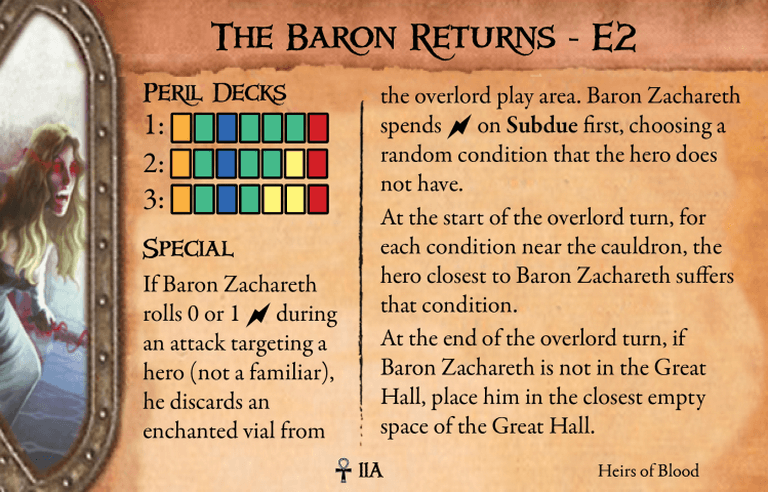 The Baron Returns - E2
Peril Decks
1:
2:
3:
Special
If Baron Zachareth
rolls 0 or 1 during
an attack targeting a
hero (not a familiar),
he discards an
enchanted vial from
the overlord play area. Baron Zachareth
spends on Subdue first, choosing a
random condition that the hero does
not have.
At the start of the overlord turn, for
each condition near the cauldron, the
hero closest to Baron Zachareth suffers
that condition.
At the end of the overlord turn, if
Baron Zachareth is not in the Great
Hall, place him in the closest empty
space of the Great Hall.
11A
Heirs of Blood